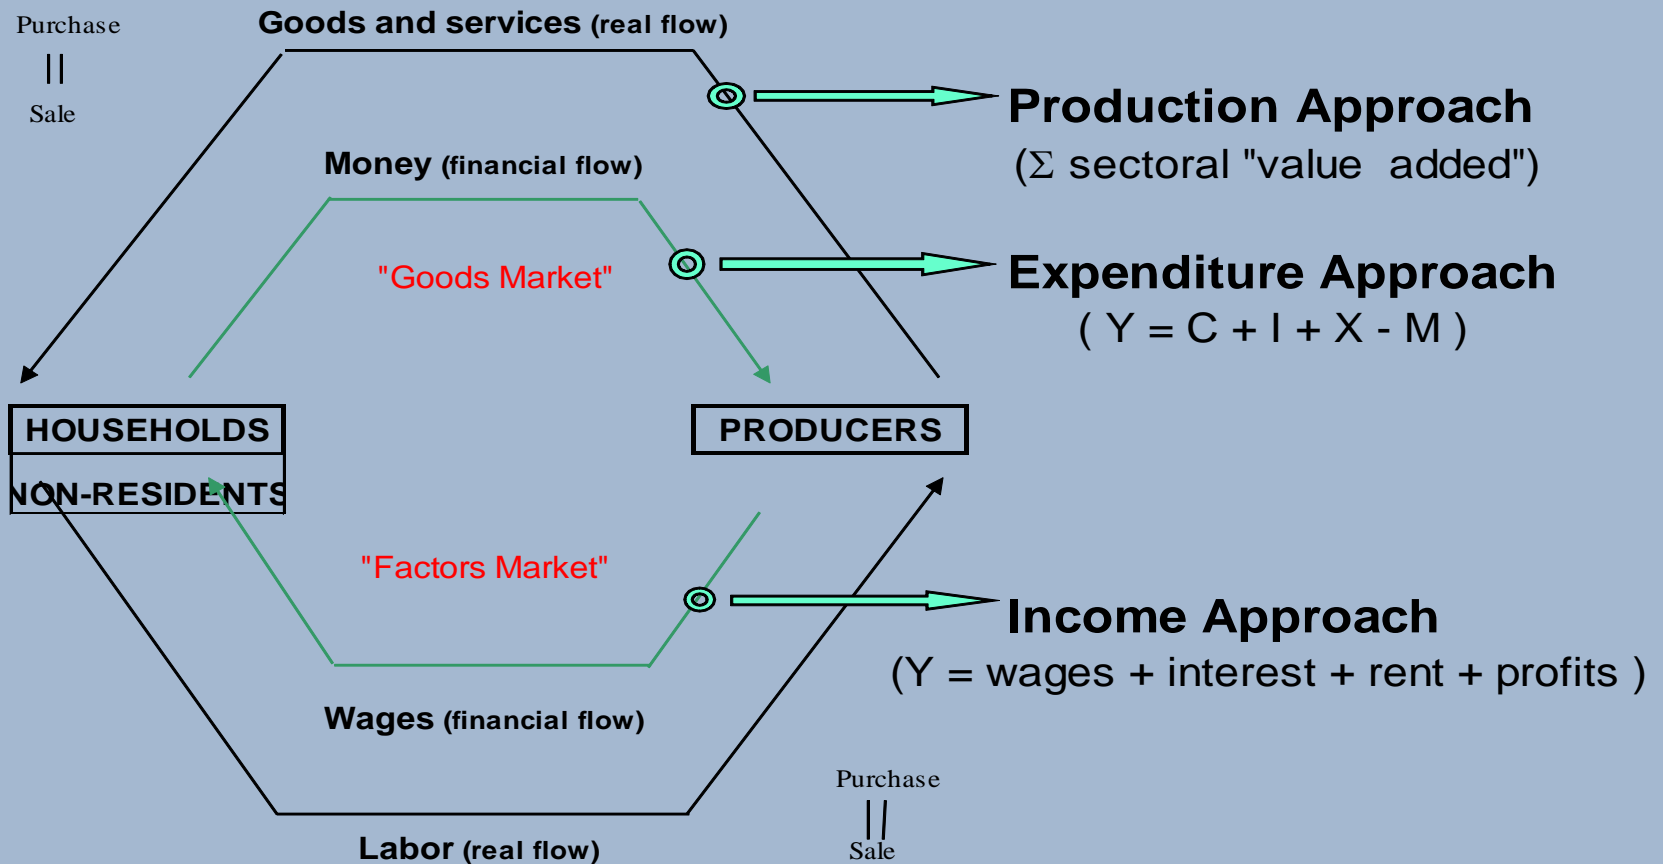 Purchase
||
Sale
Goods and services (real flow)
Production Approach
(Σ sectoral "value added")
Money (financial flow)
"Goods Market"
Expenditure Approach
( Y = C + I + X - M )
HOUSEHOLDS
PRODUCERS
NON-RESIDENTS
"Factors Market"
Income Approach
(Y = wages + interest + rent + profits )
Wages (financial flow)
Purchase
||
Sale
Labor (real flow)